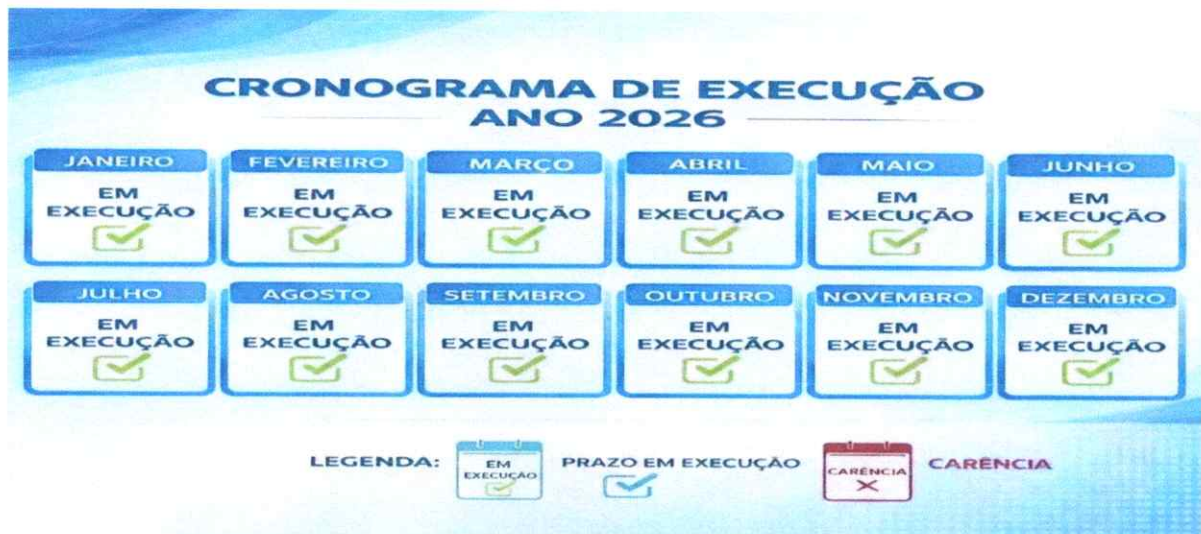 CRONOGRAMA DE EXECUÇÃO
ANO 2026
JANEIRO
EM
EXECUÇÃO
FEVEREIRO
EM
EXECUÇÃO
MARÇO
EM
EXECUÇÃO
ABRIL
EM
EXECUÇÃO
MAIO
EM
EXECUÇÃO
JUNHO
EM
EXECUÇÃO
JULHO
EM
EXECUÇÃO
AGOSTO
EM
EXECUÇÃO
SETEMBRO
EM
EXECUÇÃO
OUTUBRO
EM
EXECUÇÃO
NOVEMBRO
EM
EXECUÇÃO
DEZEMBRO
EM
EXECUÇÃO
LEGENDA:
EM
EXECUÇÃO
PRAZO EM EXECUÇÃO
CARÊNCIA
CARÊNCIA